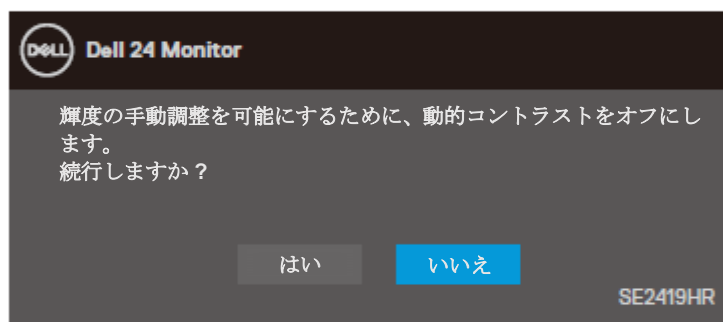 DELL Dell 24 Monitor
輝度の手動調整を可能にするために、動的コントラストをオフにし
ます。
続行しますか？
はい いいえ
SE2419HR